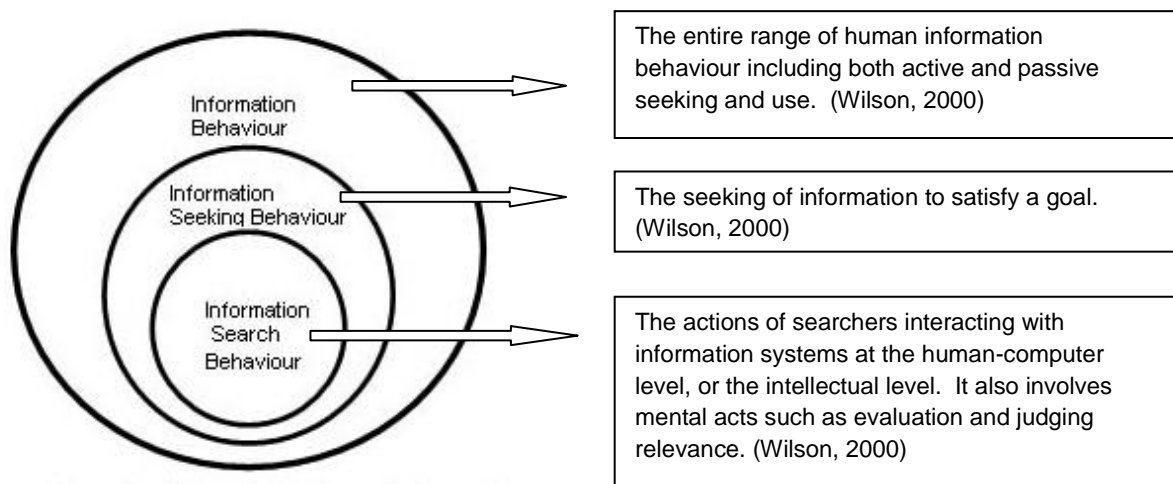 Information
Behaviour
Information
Seeking Behaviour
Information
Search
Behaviour
The entire range of human information
behaviour including both active and passive
seeking and use.  (Wilson, 2000)
The seeking of information to satisfy a goal.
(Wilson, 2000)
The actions of searchers interacting with
information systems at the human-computer
level, or the intellectual level.  It also involves
mental acts such as evaluation and judging
relevance. (Wilson, 2000)